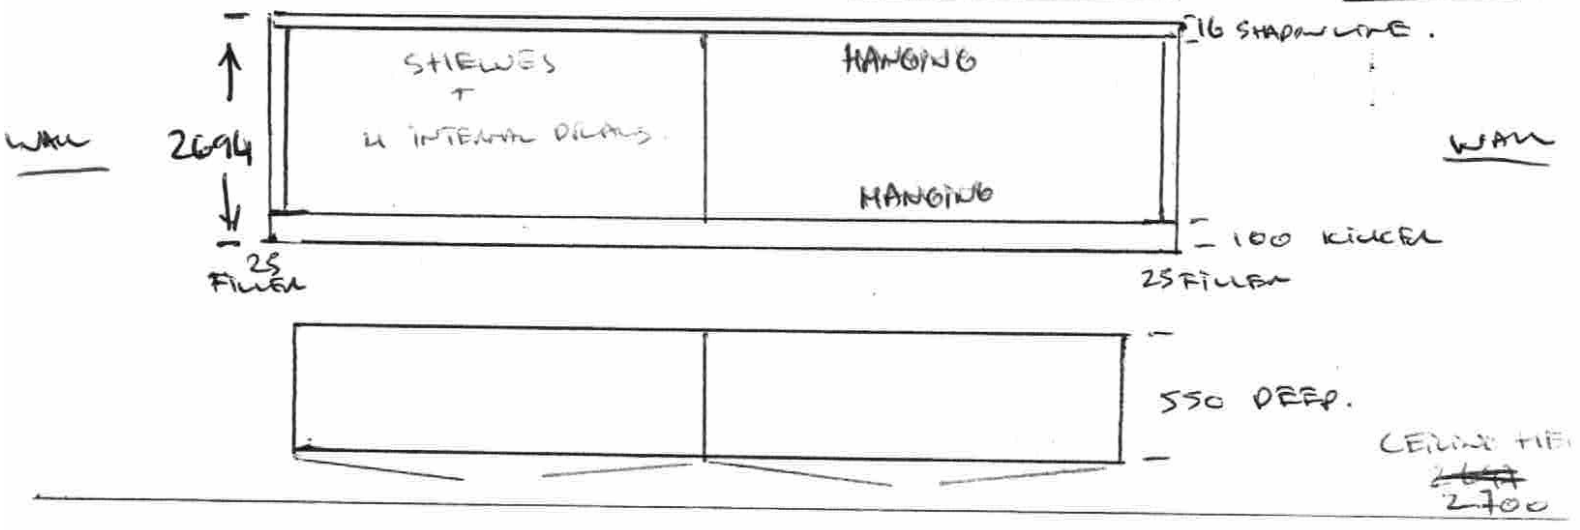 16 SHADOWLINE.
SHELVES
+
4 INTERNAL DRAWS.
HANGING
WALL
2694
WALL
HANGING
100 KICKER
25
FILLER
25 FILLER
550 DEEP.
CEILING HEI
2697
2700